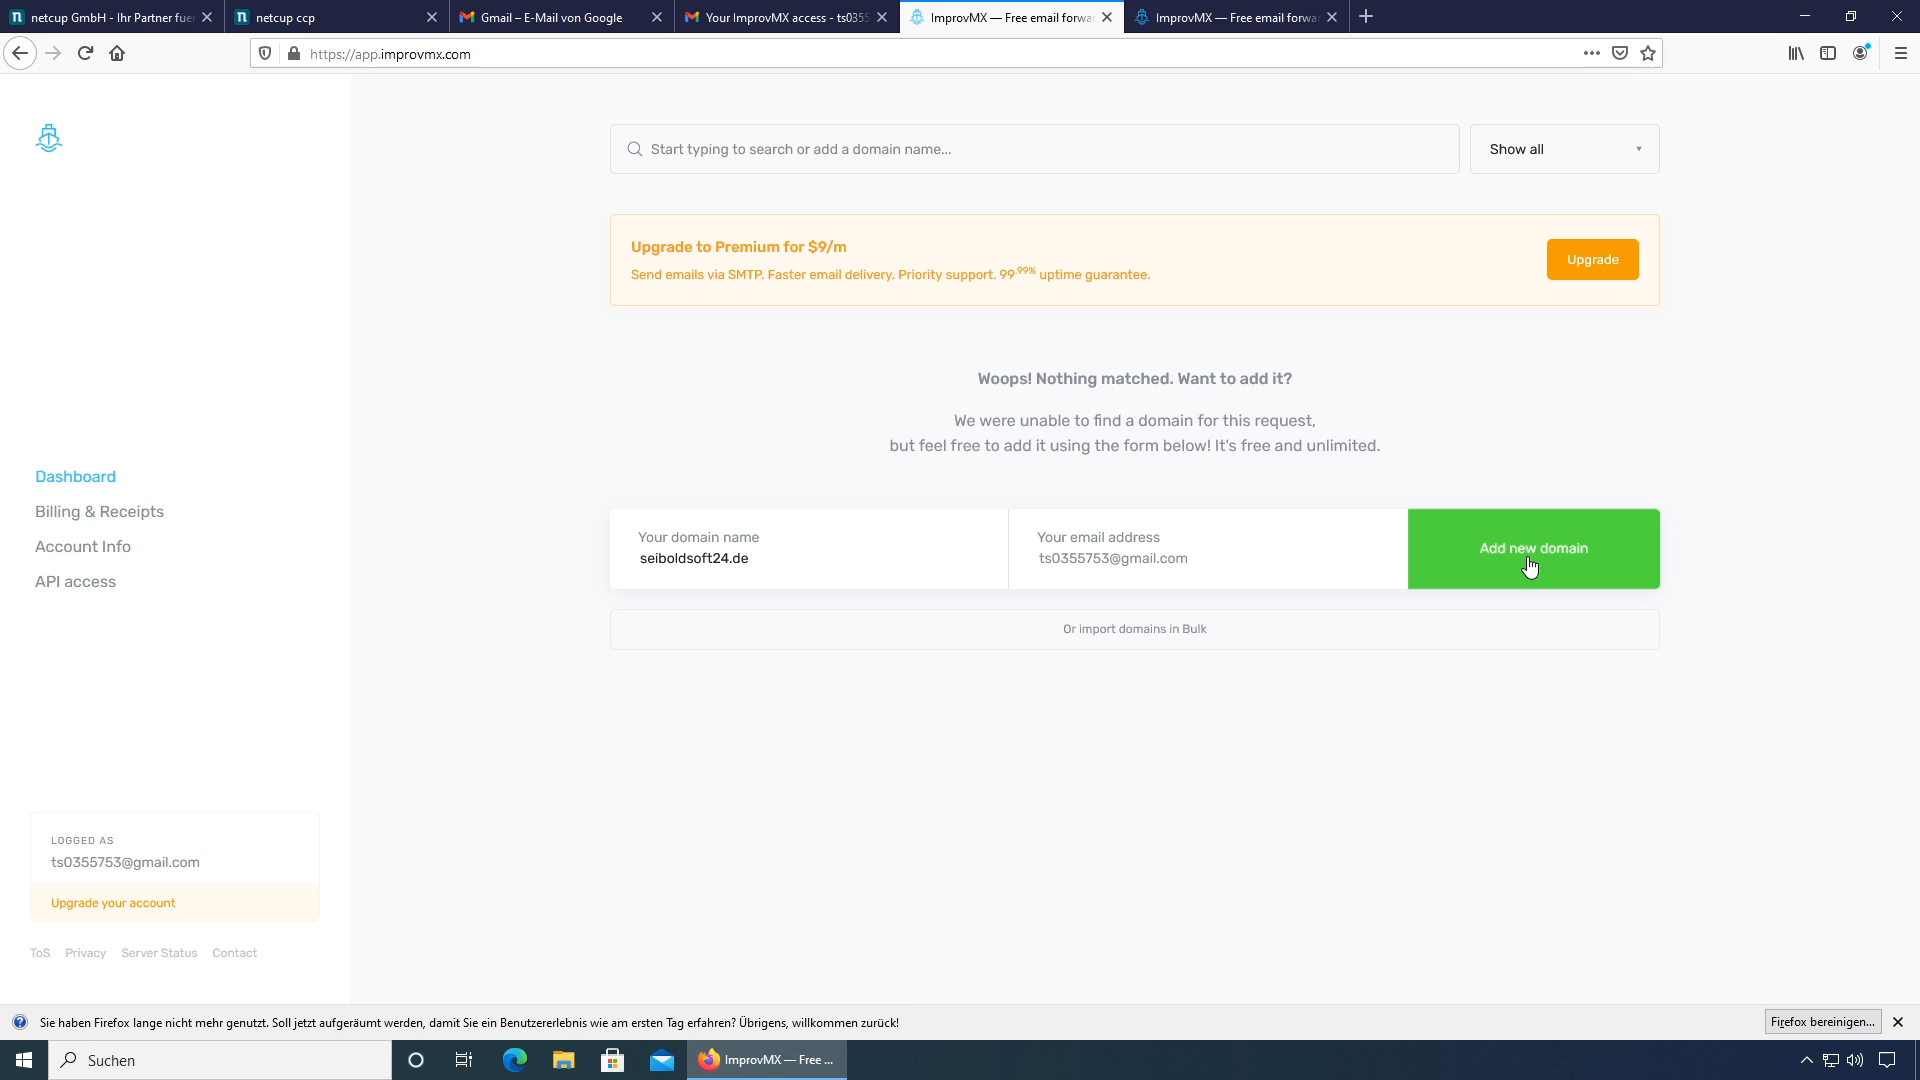 netcup GmbH - Ihr Partner fue
netcup ccp
Gmail – E-Mail von Google
Your ImprovMX access - ts0355
ImprovMX — Free email forwa
ImprovMX — Free email forwa
https://app.improvmx.com
Start typing to search or add a domain name...
Show all
Upgrade to Premium for $9/m
Send emails via SMTP. Faster email delivery. Priority support. 99.99% uptime guarantee.
Upgrade
Woops! Nothing matched. Want to add it?
We were unable to find a domain for this request,
but feel free to add it using the form below! It's free and unlimited.
Dashboard
Billing & Receipts
Account Info
API access
Your domain name
seiboldsoft24.de
Your email address
ts0355753@gmail.com
Add new domain
Or import domains in Bulk
LOGGED AS
ts0355753@gmail.com
Upgrade your account
ToS Privacy Server Status Contact
Sie haben Firefox lange nicht mehr genutzt. Soll jetzt aufgeräumt werden, damit Sie ein Benutzererlebnis wie am ersten Tag erfahren? Übrigens, willkommen zurück!
Firefox bereinigen...
Suchen
ImprovMX — Free ...